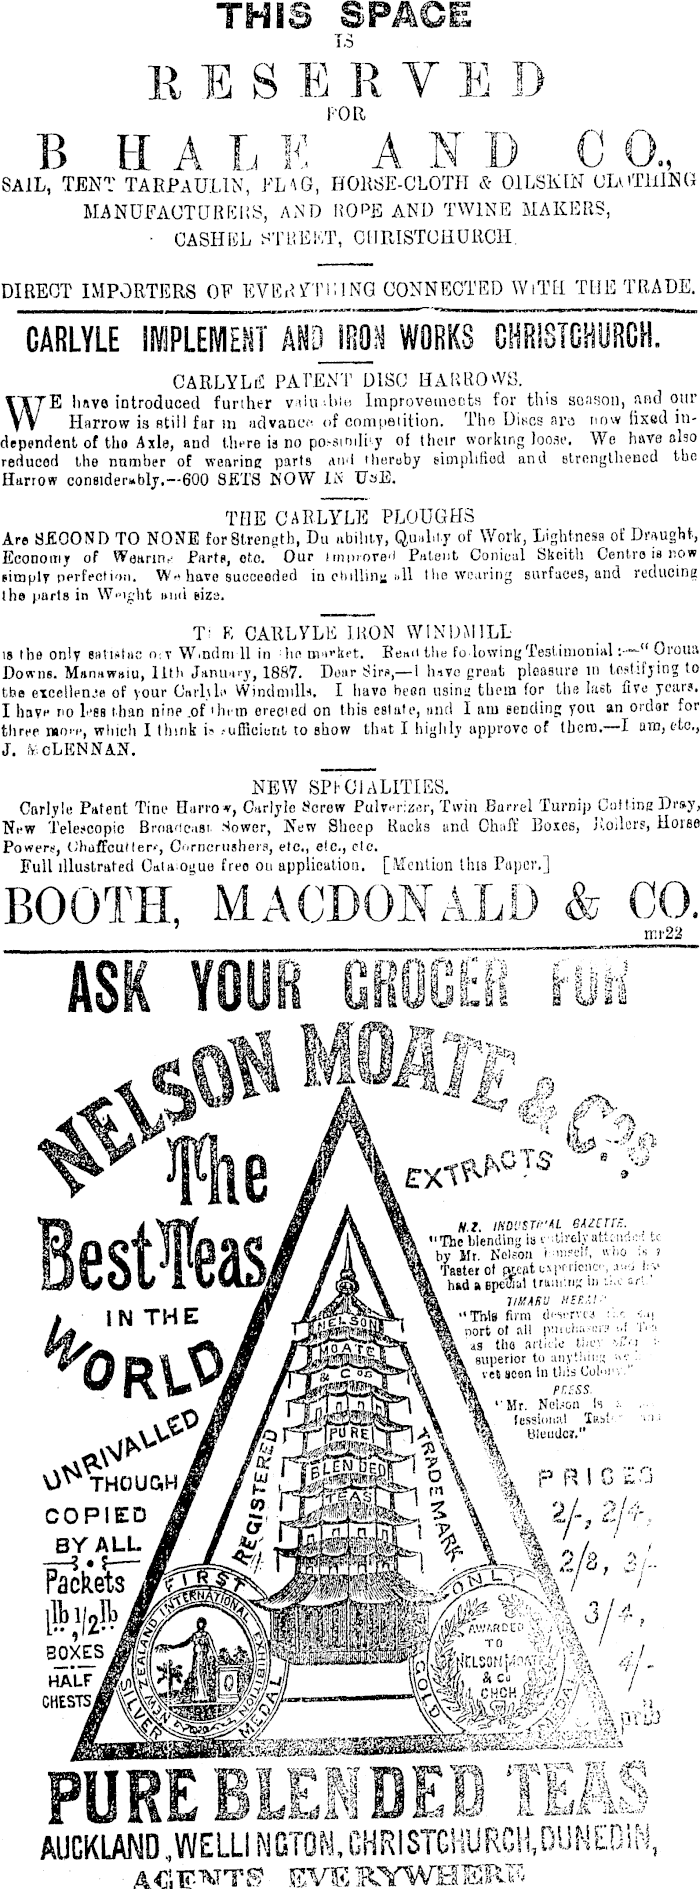 THIS SPACE
IS
RESERVED
FOR
B HALE AND CO.,
SAIL, TENT TARPAULIN, FLAG, HORSE-CLOTH & OILSKIN CLOTHING
MANUFACTURERS, AND ROPE AND TWINE MAKERS,
CASHEL STREET, CHRISTCHURCH.
DIRECT IMPORTERS OF EVERYTHING CONNECTED WITH THE TRADE.
CARLYLE IMPLEMENT AND IRON WORKS CHRISTCHURCH.
CARLYLE PATENT DISC HARROWS.
WE have introduced further valuable Improvements for this season, and our
Harrow is still far in advance of competition. The Discs are now fixed in-
dependent of the Axle, and there is no possibility of their working loose. We have also
reduced the number of wearing parts and thereby simplified and strengthened the
Harrow considerably.--600 SETS NOW IN USE.
THE CARLYLE PLOUGHS
Are SECOND TO NONE for Strength, Durability, Quality of Work, Lightness of Draught,
Economy of Wearing Parts, etc. Our Improved Patent Conical Skeith Centre is now
simply perfection. We have succeeded in chilling all the wearing surfaces, and reducing
the parts in Weight and size.
THE CARLYLE IRON WINDMILL
is the only satisfactory Windmill in the market. Read the following Testimonial :—" Oroua
Downs. Manawatu, 11th January, 1887. Dear Sirs,—I have great pleasure in testifying to
the excellence of your Carlyle Windmills. I have been using them for the last five years.
I have no less than nine of them erected on this estate, and I am sending you an order for
three more, which I think is sufficient to show that I highly approve of them.—I am, etc.,
J. McLENNAN.
NEW SPECIALITIES.
Carlyle Patent Tine Harrow, Carlyle Screw Pulverizer, Twin Barrel Turnip Cutting Dray,
New Telescopic Broadcast Sower, New Sheep Racks and Chaff Boxes, Boilers, Horse
Powers, Chaffcutters, Corncrushers, etc., etc., etc.
Full illustrated Catalogue free on application. [Mention this Paper.]
BOOTH, MACDONALD & CO.
mr22
ASK YOUR GROCER FOR
NELSON MOATE & Co's.
The
Best Teas
IN THE
WORLD
UNRIVALLED
THOUGH
COPIED
BY ALL
Packets
1lb, 1/2lb
BOXES
HALF
CHESTS
EXTRACTS
N.Z. INDUSTRIAL GAZETTE.
"The blending is entirely attended to
by Mr. Nelson himself, who is a
Taster of great experience, and has
had a special training in the art."
TIMARU HERALD
"This firm deserves the sup
port of all purchasers of Tea
as the article they offer is
superior to anything we
yet seen in this Colony."
PRESS.
"Mr. Nelson is a
fessional Taster and
Blender."
PRICES
2/-, 2/4,
2/8, 3/-
3/4,
4/-
pr lb
NELSON
MOATE
& Cos
PURE
BLENDED
TEAS
REGISTERED
TRADEMARK
FIRST
SILVER
MEDAL
NEW ZEALAND INTERNATIONAL EXHIBITION
ONLY
GOLD
MEDAL
AWARDED
TO
NELSON MOATE
& Co
CHCH
PURE BLENDED TEAS
AUCKLAND, WELLINGTON, CHRISTCHURCH, DUNEDIN,
AGENTS EVERYWHERE